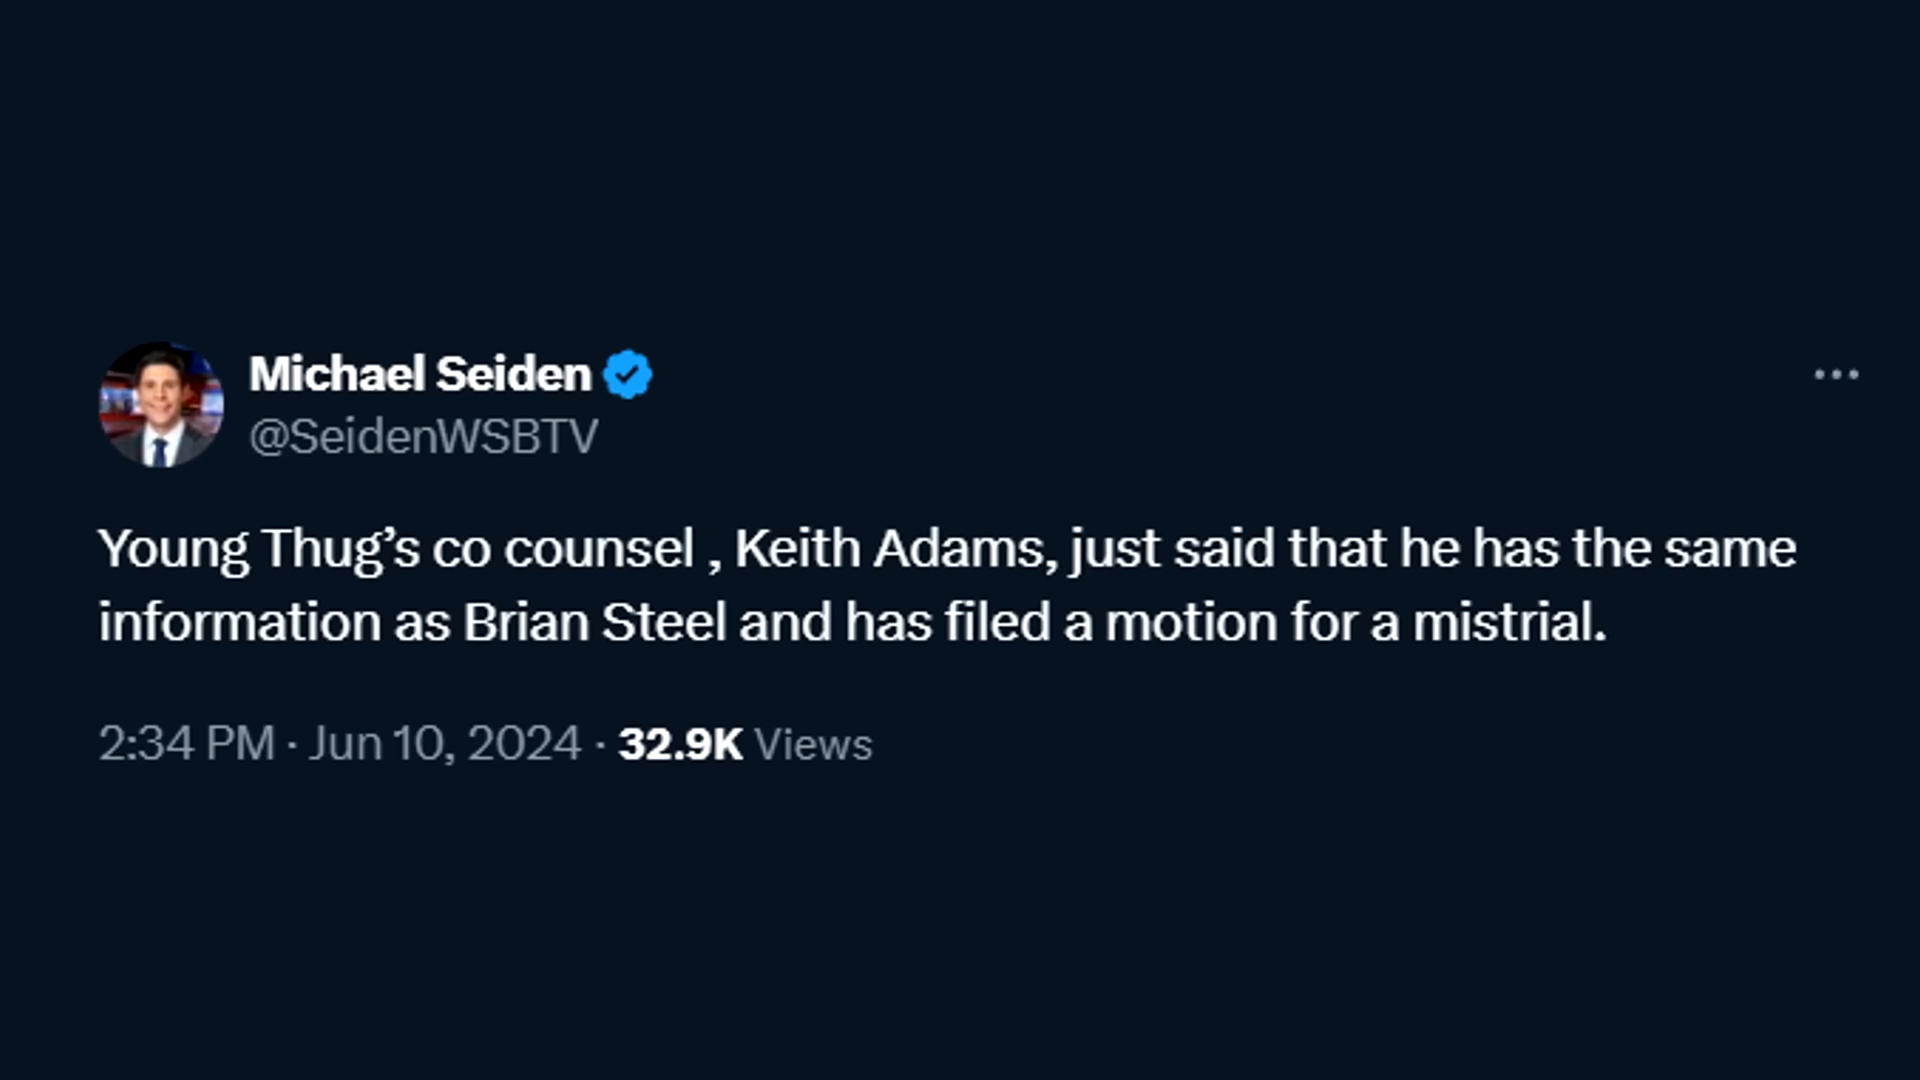 Michael Seiden
@SeidenWSBTV
Young Thug’s co counsel , Keith Adams, just said that he has the same
information as Brian Steel and has filed a motion for a mistrial.
2:34 PM · Jun 10, 2024 · 32.9K Views